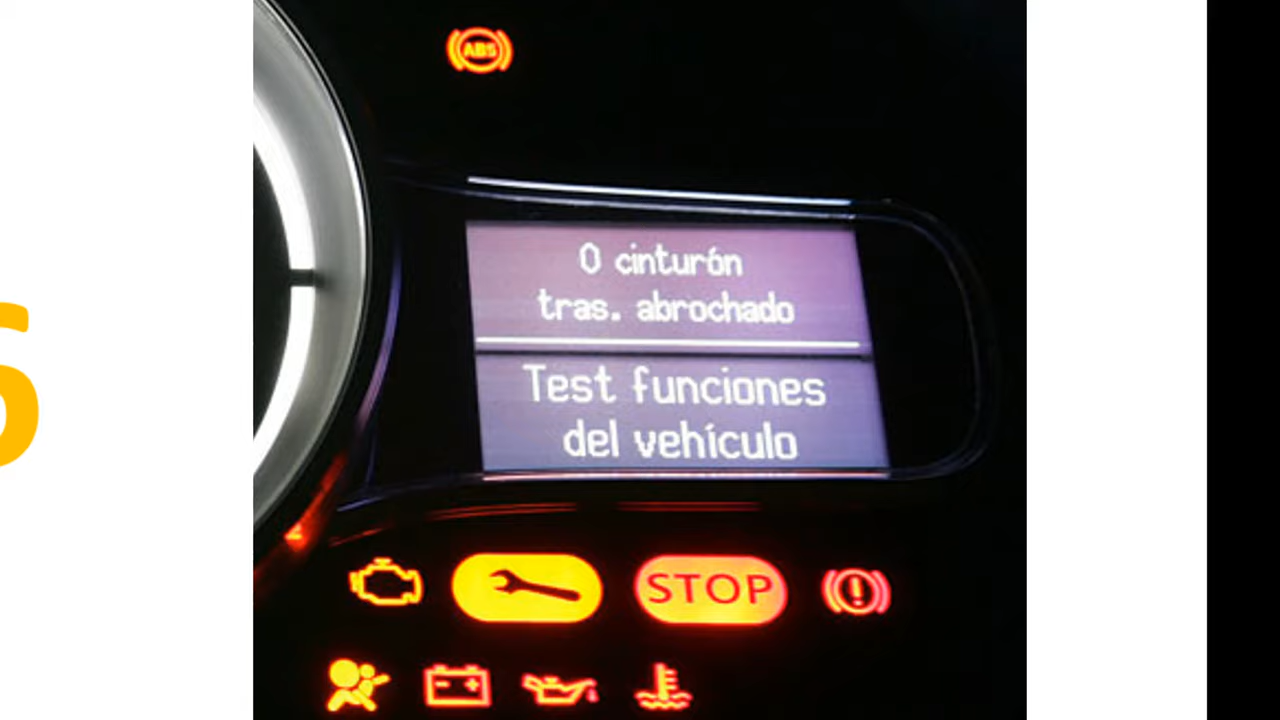 ABS
0 cinturón
tras. abrochado
Test funciones
del vehículo
STOP